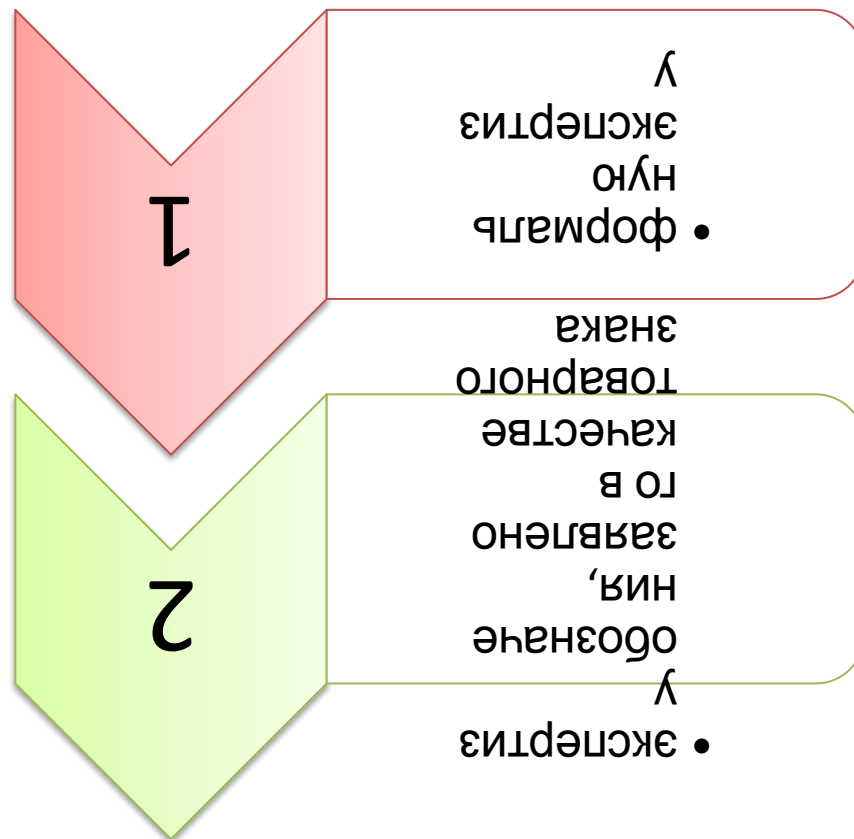 1
• формаль
ную
экспертиз
у
2
• экспертиз
у
обозначе
ния,
заявлено
го в
качестве
товарного
знака